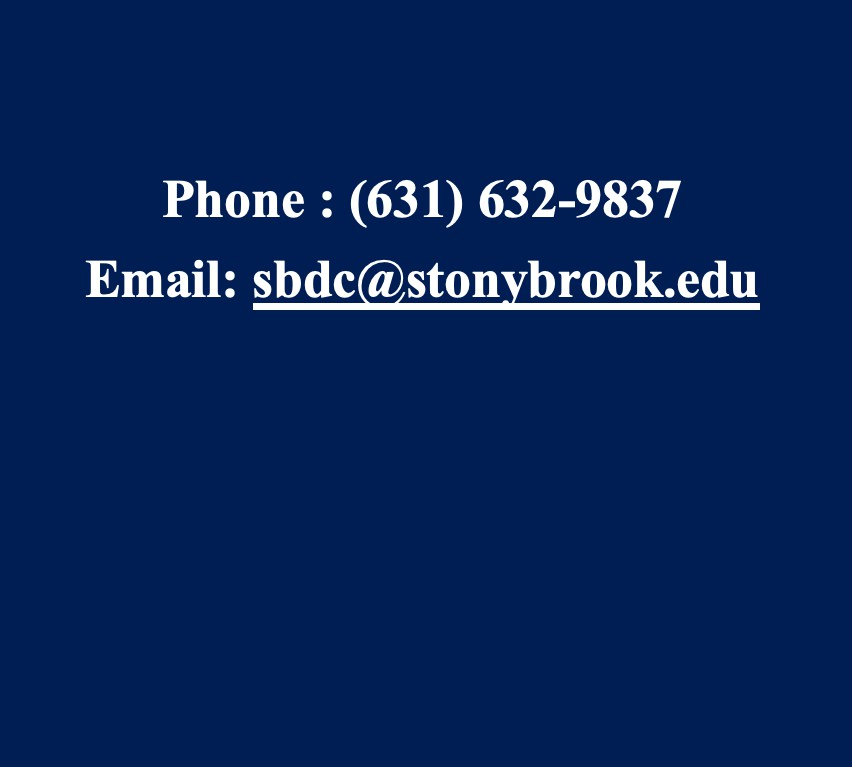 Phone : (631) 632-9837
Email: sbdc@stonybrook.edu